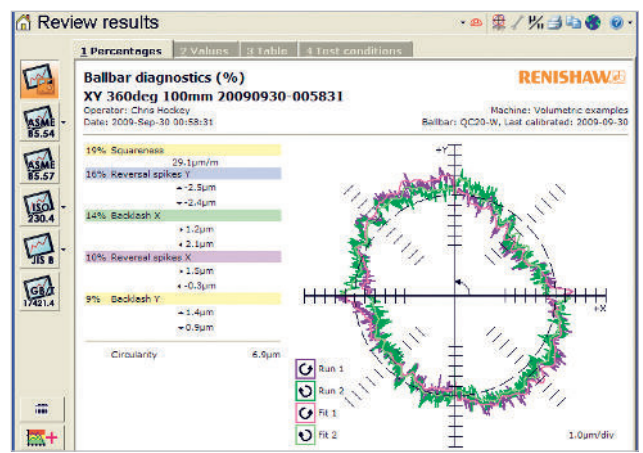 Review results
1 Percentages 2 Values 3 Table 4 Test conditions
Ballbar diagnostics (%)
RENISHAW
XY 360deg 100mm 20090930-005831
Operator: Chris Hockey
Machine: Volumetric examples
Date: 2009-Sep-30 00:58:31
Ballbar: QC20-W, Last calibrated: 2009-09-30
ASME
B5.54
ASME
B5.57
ISO
230.4
JIS B
GB/T
17421.4
19% Squareness
29.1µm/m
16% Reversal spikes Y
-2.5µm
-2.4µm
14% Backlash X
1.2µm
2.1µm
10% Reversal spikes X
1.5µm
-0.3µm
9% Backlash Y
1.4µm
0.9µm
Circularity 6.9µm
+Y
+X
Run 1
Run 2
Fit 1
Fit 2
1.0µm/div